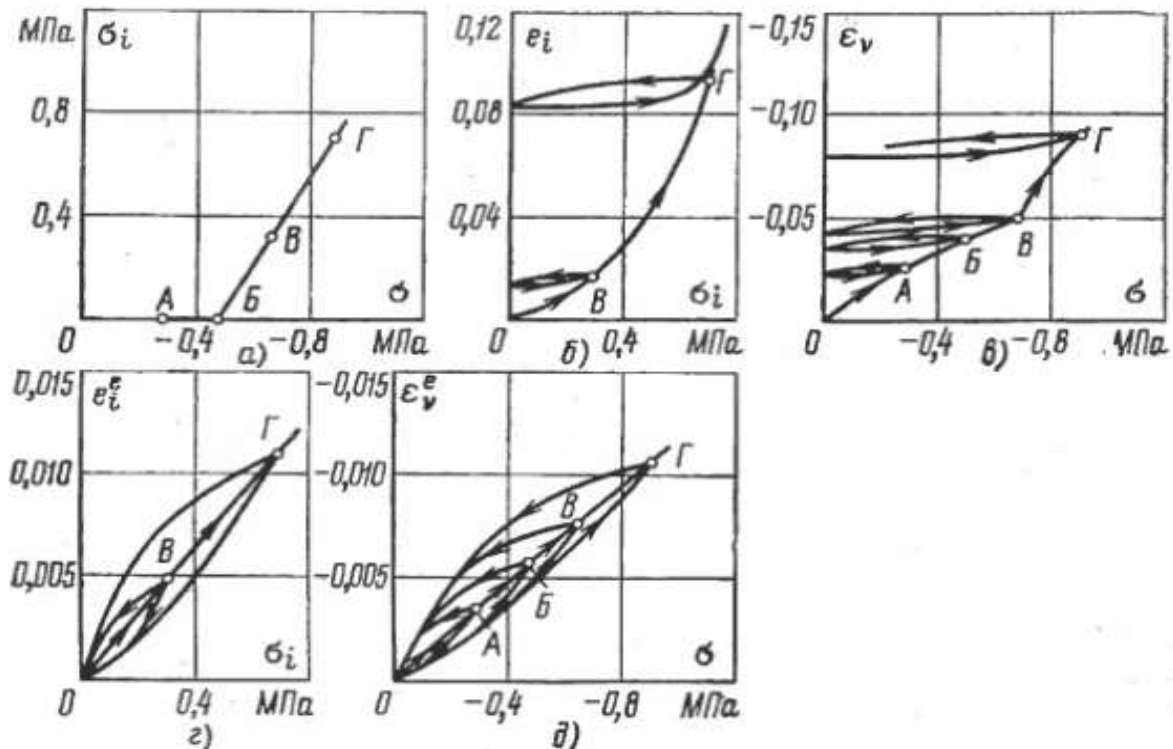 МПа σi 0,12 ei -0,15 εν
0,8 Г 0,08 Г -0,10 Г
0,4 В 0,04 -0,05 В
А Б σ В σi А Б σ
0 -0,4 -0,8 МПа 0 0,4 МПа 0 -0,4 -0,8 МПа
а) б) в)
0,015 eie -0,015 ενe
0,010 Г -0,010 Г
В В
0,005 -0,005 Б
σi А σ
0 0,4 МПа 0 -0,4 -0,8 МПа
г) д)